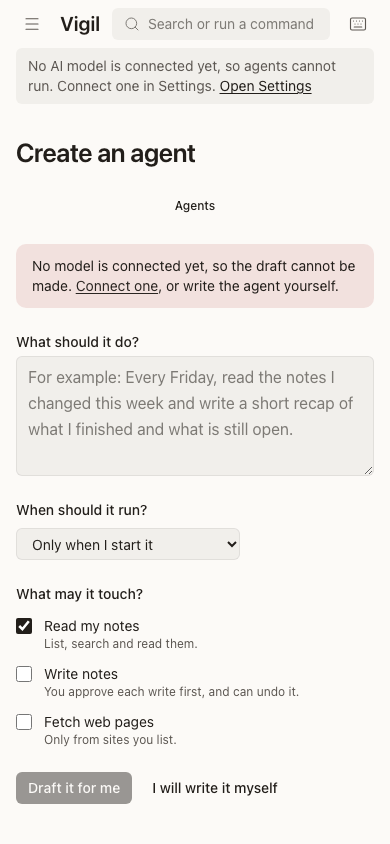 Vigil
Search or run a command
No AI model is connected yet, so agents cannot
run. Connect one in Settings. Open Settings
Create an agent
Agents
No model is connected yet, so the draft cannot be
made. Connect one, or write the agent yourself.
What should it do?
For example: Every Friday, read the notes I
changed this week and write a short recap of
what I finished and what is still open.
When should it run?
Only when I start it
What may it touch?
Read my notes
List, search and read them.
Write notes
You approve each write first, and can undo it.
Fetch web pages
Only from sites you list.
Draft it for me
I will write it myself